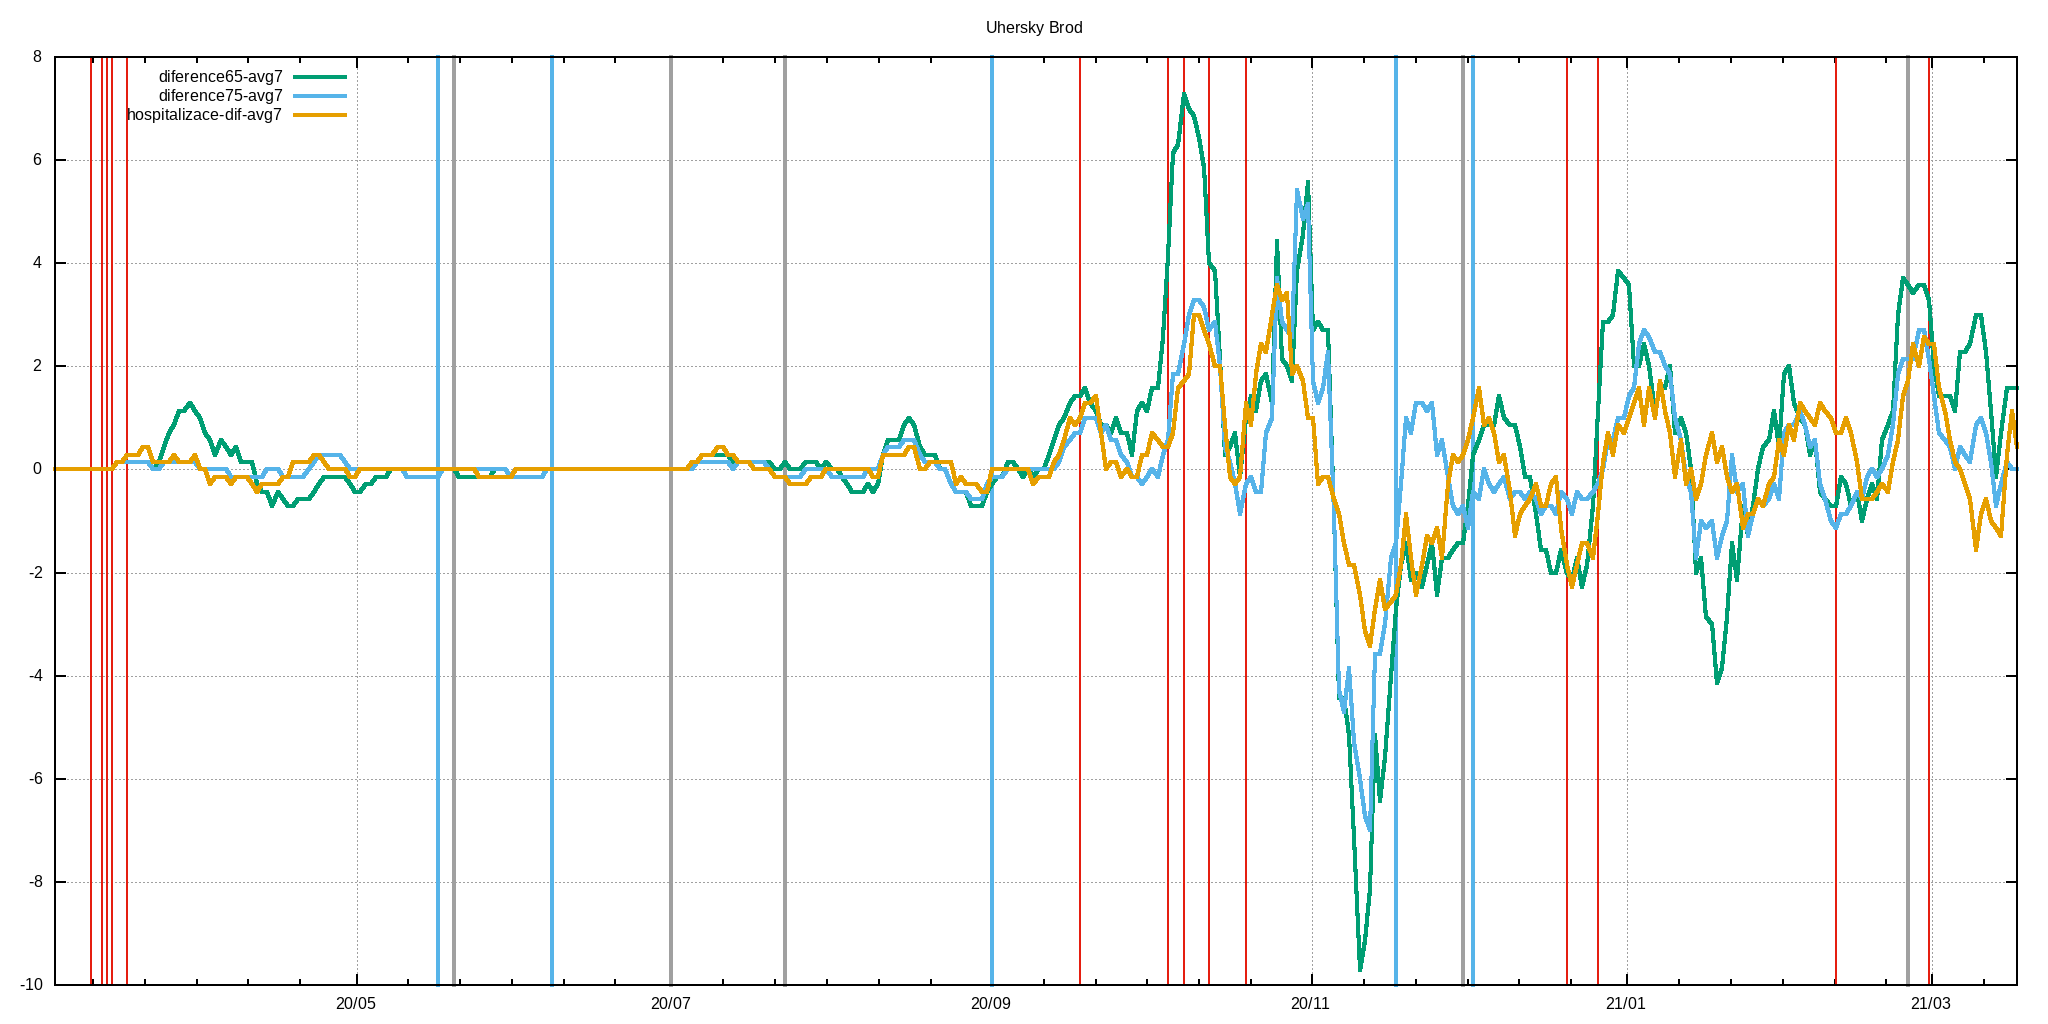 Uhersky Brod
diference65-avg7
diference75-avg7
hospitalizace-dif-avg7
8
6
4
2
0
-2
-4
-6
-8
-10
20/05 20/07 20/09 20/11 21/01 21/03